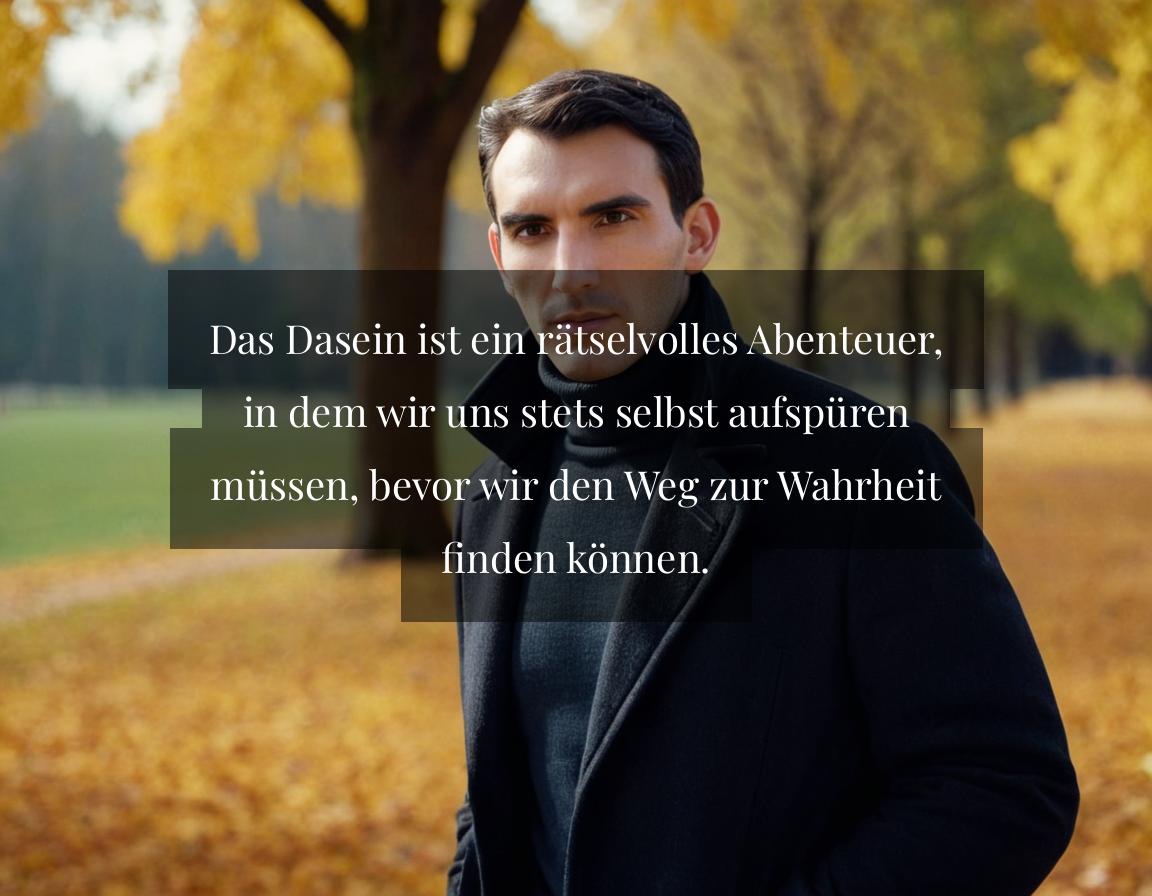 Das Dasein ist ein rätselvolles Abenteuer,
in dem wir uns stets selbst aufspüren
müssen, bevor wir den Weg zur Wahrheit
finden können.